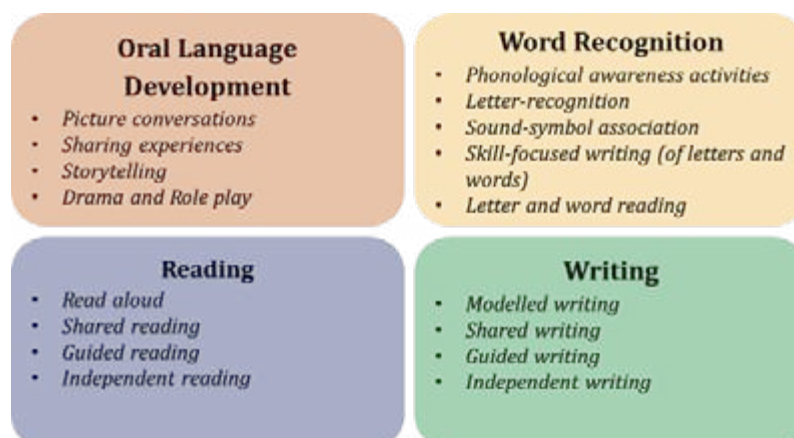 Oral Language
Development
• Picture conversations
• Sharing experiences
• Storytelling
• Drama and Role play
Word Recognition
• Phonological awareness activities
• Letter-recognition
• Sound-symbol association
• Skill-focused writing (of letters and
words)
• Letter and word reading
Reading
• Read aloud
• Shared reading
• Guided reading
• Independent reading
Writing
• Modelled writing
• Shared writing
• Guided writing
• Independent writing